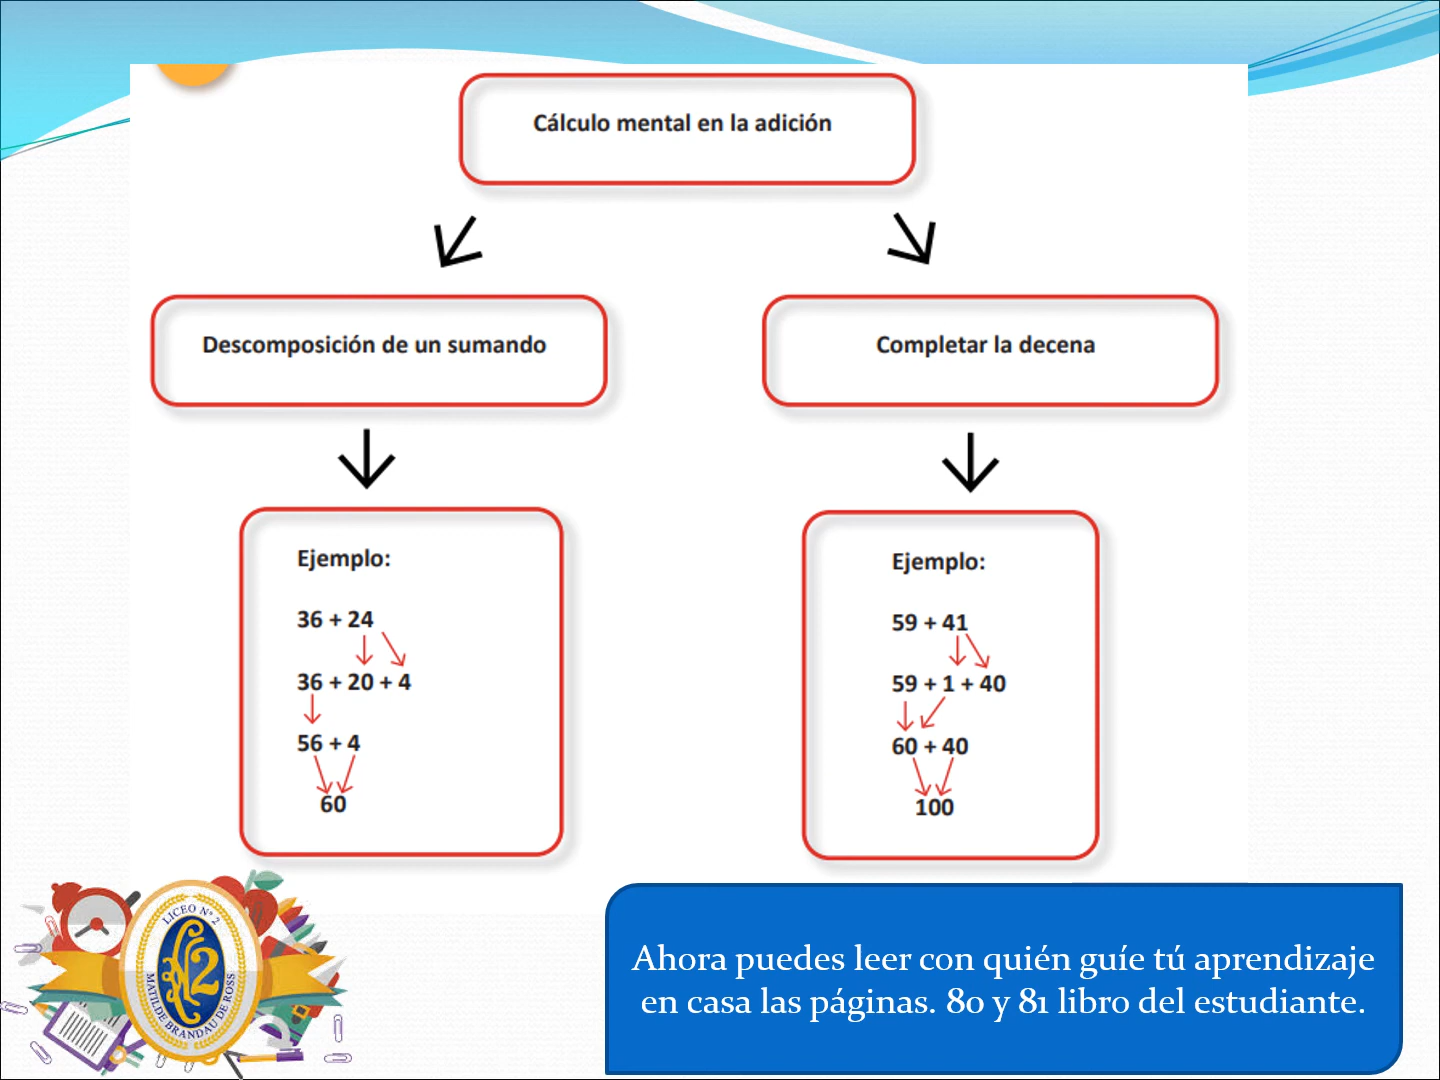 Cálculo mental en la adición
Descomposición de un sumando
Completar la decena
Ejemplo:
36 + 24
36 + 20 + 4
56 + 4
60
Ejemplo:
59 + 41
59 + 1 + 40
60 + 40
100
LICEO N° 2
MATILDE BRANDAU DE ROSS
N2
Ahora puedes leer con quién guíe tú aprendizaje
en casa las páginas. 80 y 81 libro del estudiante.